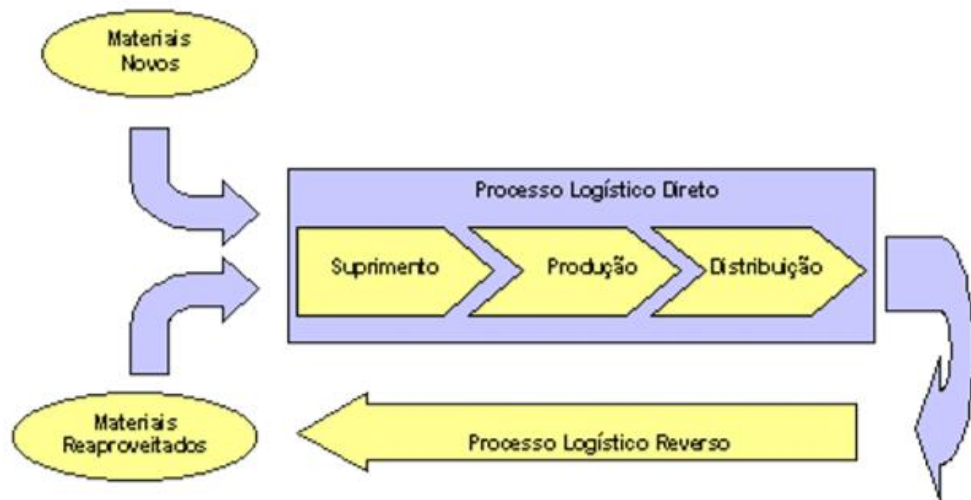 Materiais
Novos
Processo Logístico Direto
Suprimento
Produção
Distribuição
Materiais
Reaproveitados
Processo Logístico Reverso